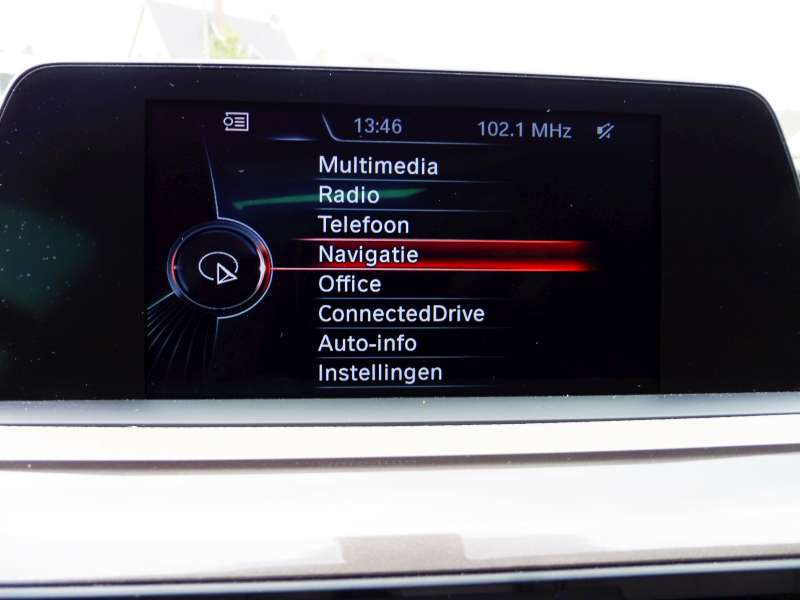 13:46 102.1 MHz
Multimedia
Radio
Telefoon
Navigatie
Office
ConnectedDrive
Auto-info
Instellingen